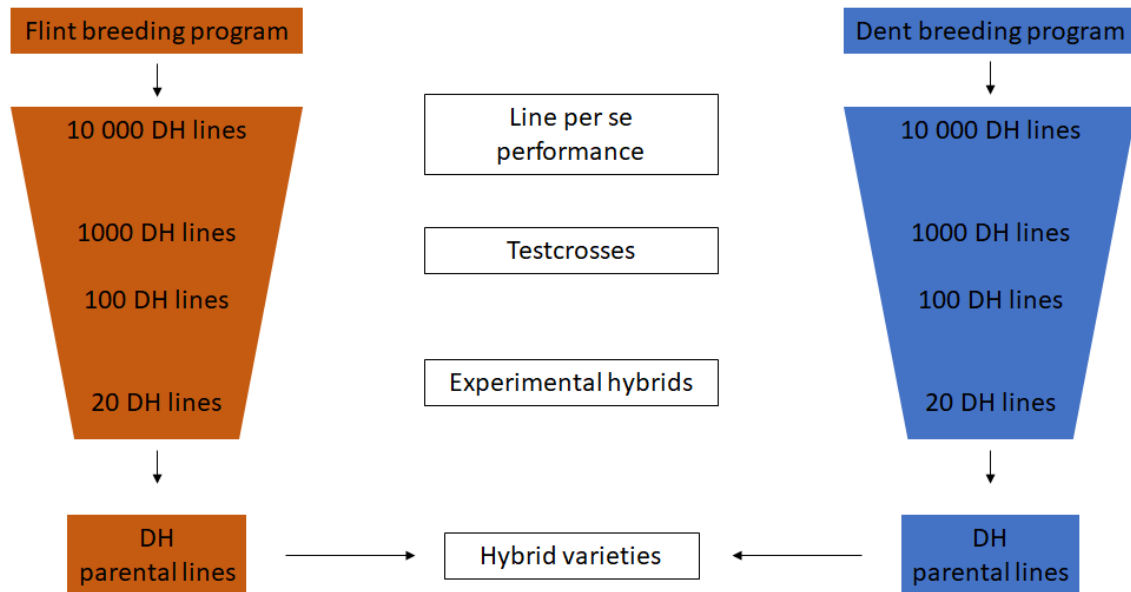 Flint breeding program
Dent breeding program
10 000 DH lines
Line per se
performance
10 000 DH lines
1000 DH lines
Testcrosses
1000 DH lines
100 DH lines
100 DH lines
Experimental hybrids
20 DH lines
20 DH lines
DH
parental lines
Hybrid varieties
DH
parental lines